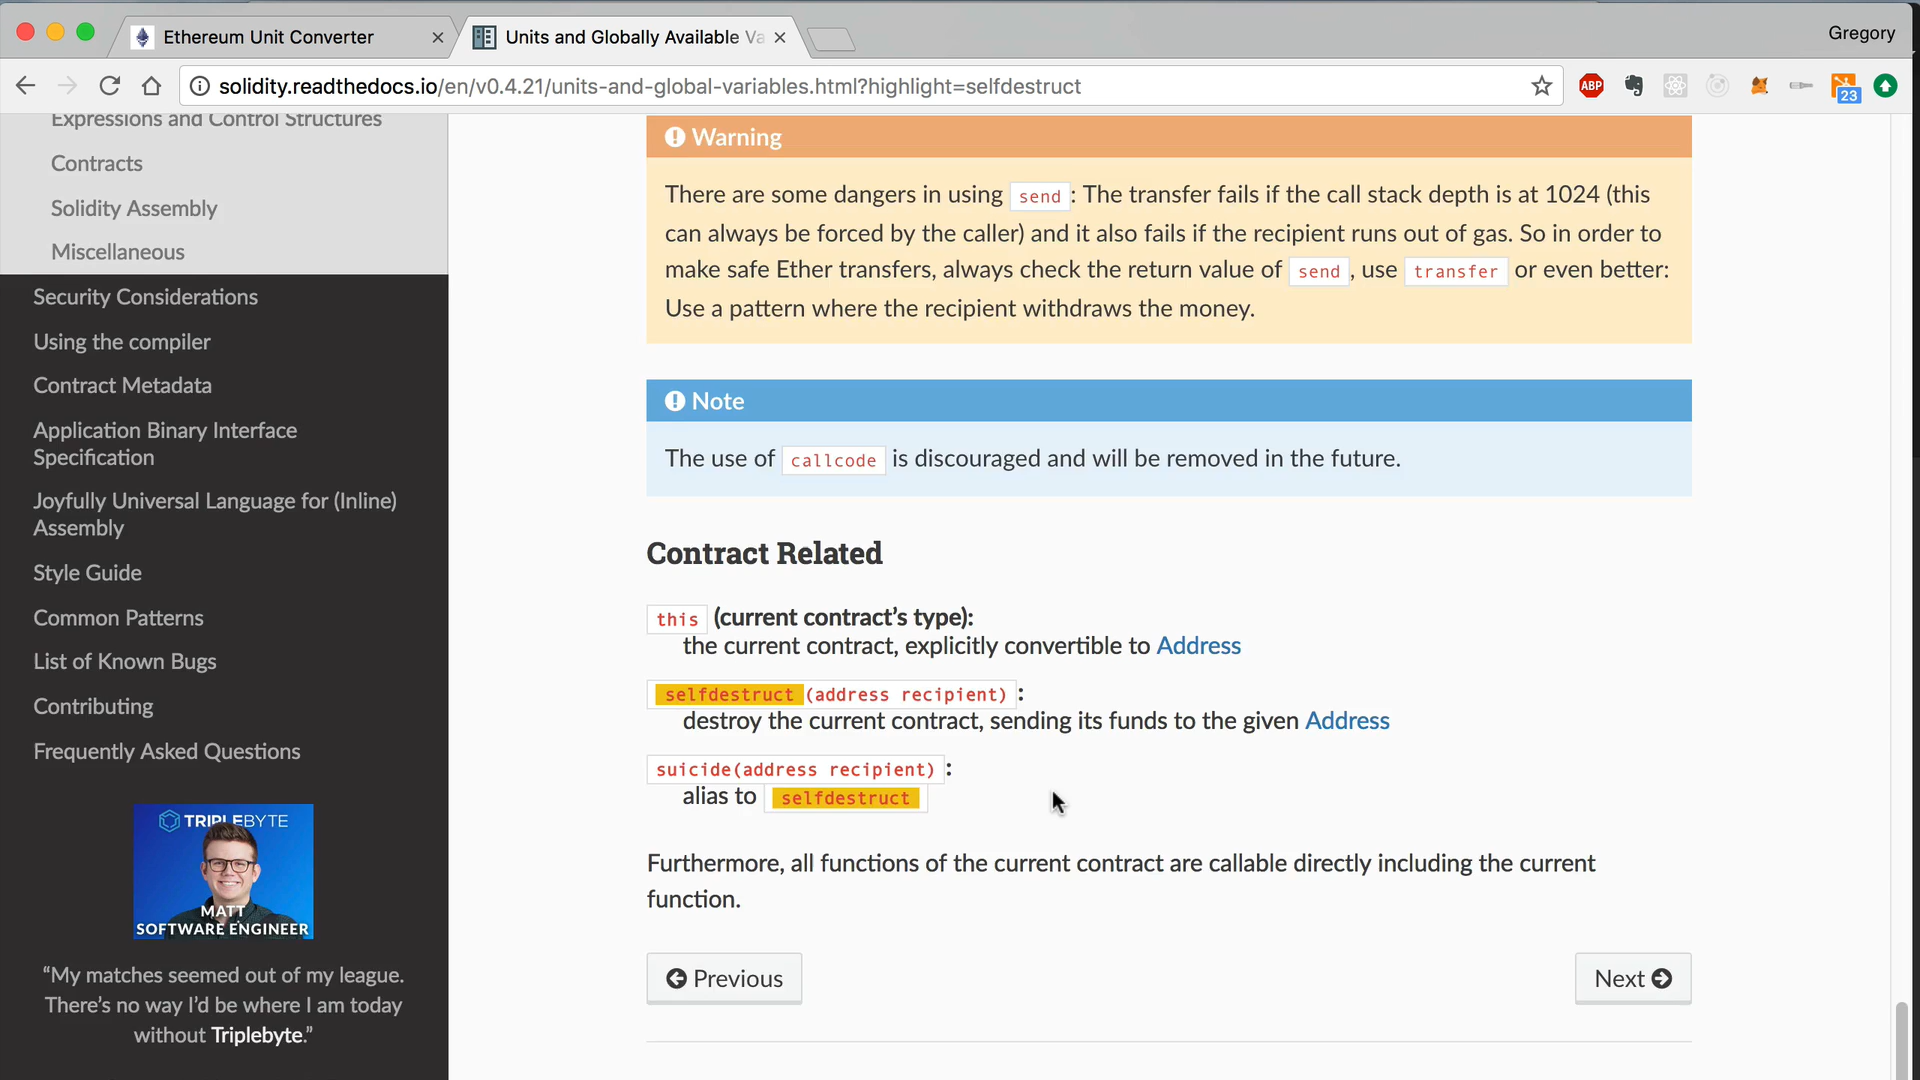 Ethereum Unit Converter
Units and Globally Available Va
Gregory
solidity.readthedocs.io/en/v0.4.21/units-and-global-variables.html?highlight=selfdestruct
ABP
23
Expressions and Control Structures
Contracts
Solidity Assembly
Miscellaneous
Security Considerations
Using the compiler
Contract Metadata
Application Binary Interface
Specification
Joyfully Universal Language for (Inline)
Assembly
Style Guide
Common Patterns
List of Known Bugs
Contributing
Frequently Asked Questions
TRIPLEBYTE
MATT
SOFTWARE ENGINEER
“My matches seemed out of my league.
There’s no way I’d be where I am today
without Triplebyte.”
Warning
There are some dangers in using send: The transfer fails if the call stack depth is at 1024 (this
can always be forced by the caller) and it also fails if the recipient runs out of gas. So in order to
make safe Ether transfers, always check the return value of send, use transfer or even better:
Use a pattern where the recipient withdraws the money.
Note
The use of callcode is discouraged and will be removed in the future.
Contract Related
this (current contract’s type):
the current contract, explicitly convertible to Address
selfdestruct(address recipient):
destroy the current contract, sending its funds to the given Address
suicide(address recipient):
alias to selfdestruct
Furthermore, all functions of the current contract are callable directly including the current
function.
Previous
Next